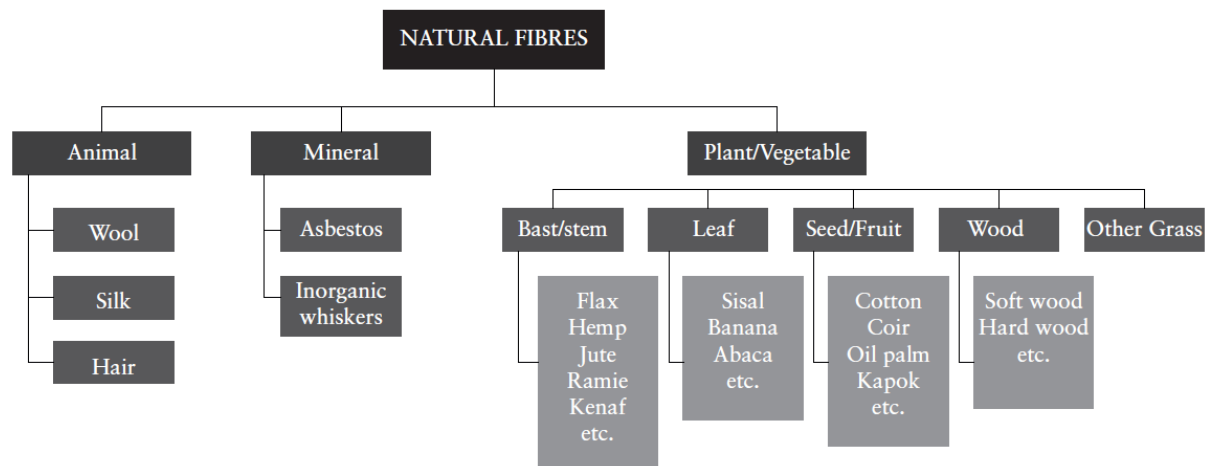 NATURAL FIBRES
Animal
Mineral
Plant/Vegetable
Wool
Silk
Hair
Asbestos
Inorganic
whiskers
Bast/stem
Leaf
Seed/Fruit
Wood
Other Grass
Flax
Hemp
Jute
Ramie
Kenaf
etc.
Sisal
Banana
Abaca
etc.
Cotton
Coir
Oil palm
Kapok
etc.
Soft wood
Hard wood
etc.